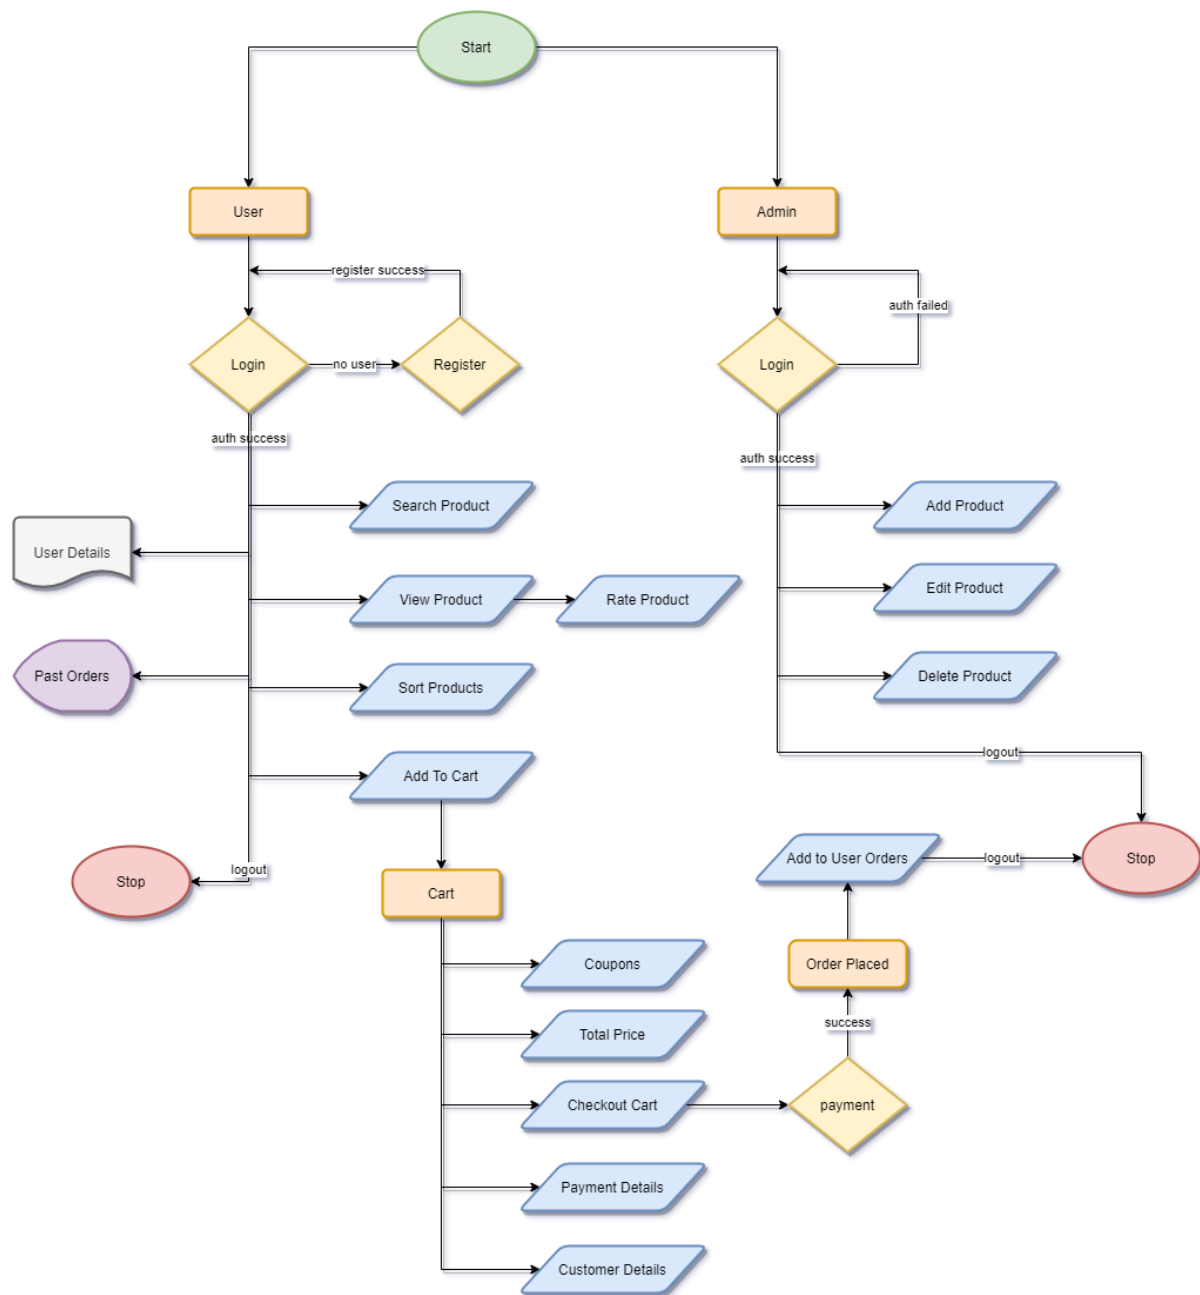 Start
User
Admin
register success
auth failed
Login
no user
Register
Login
auth success
auth success
Search Product
Add Product
User Details
View Product
Rate Product
Edit Product
Past Orders
Sort Products
Delete Product
logout
Add To Cart
Stop
logout
Cart
Add to User Orders
logout
Stop
Coupons
Order Placed
success
Total Price
Checkout Cart
payment
Payment Details
Customer Details